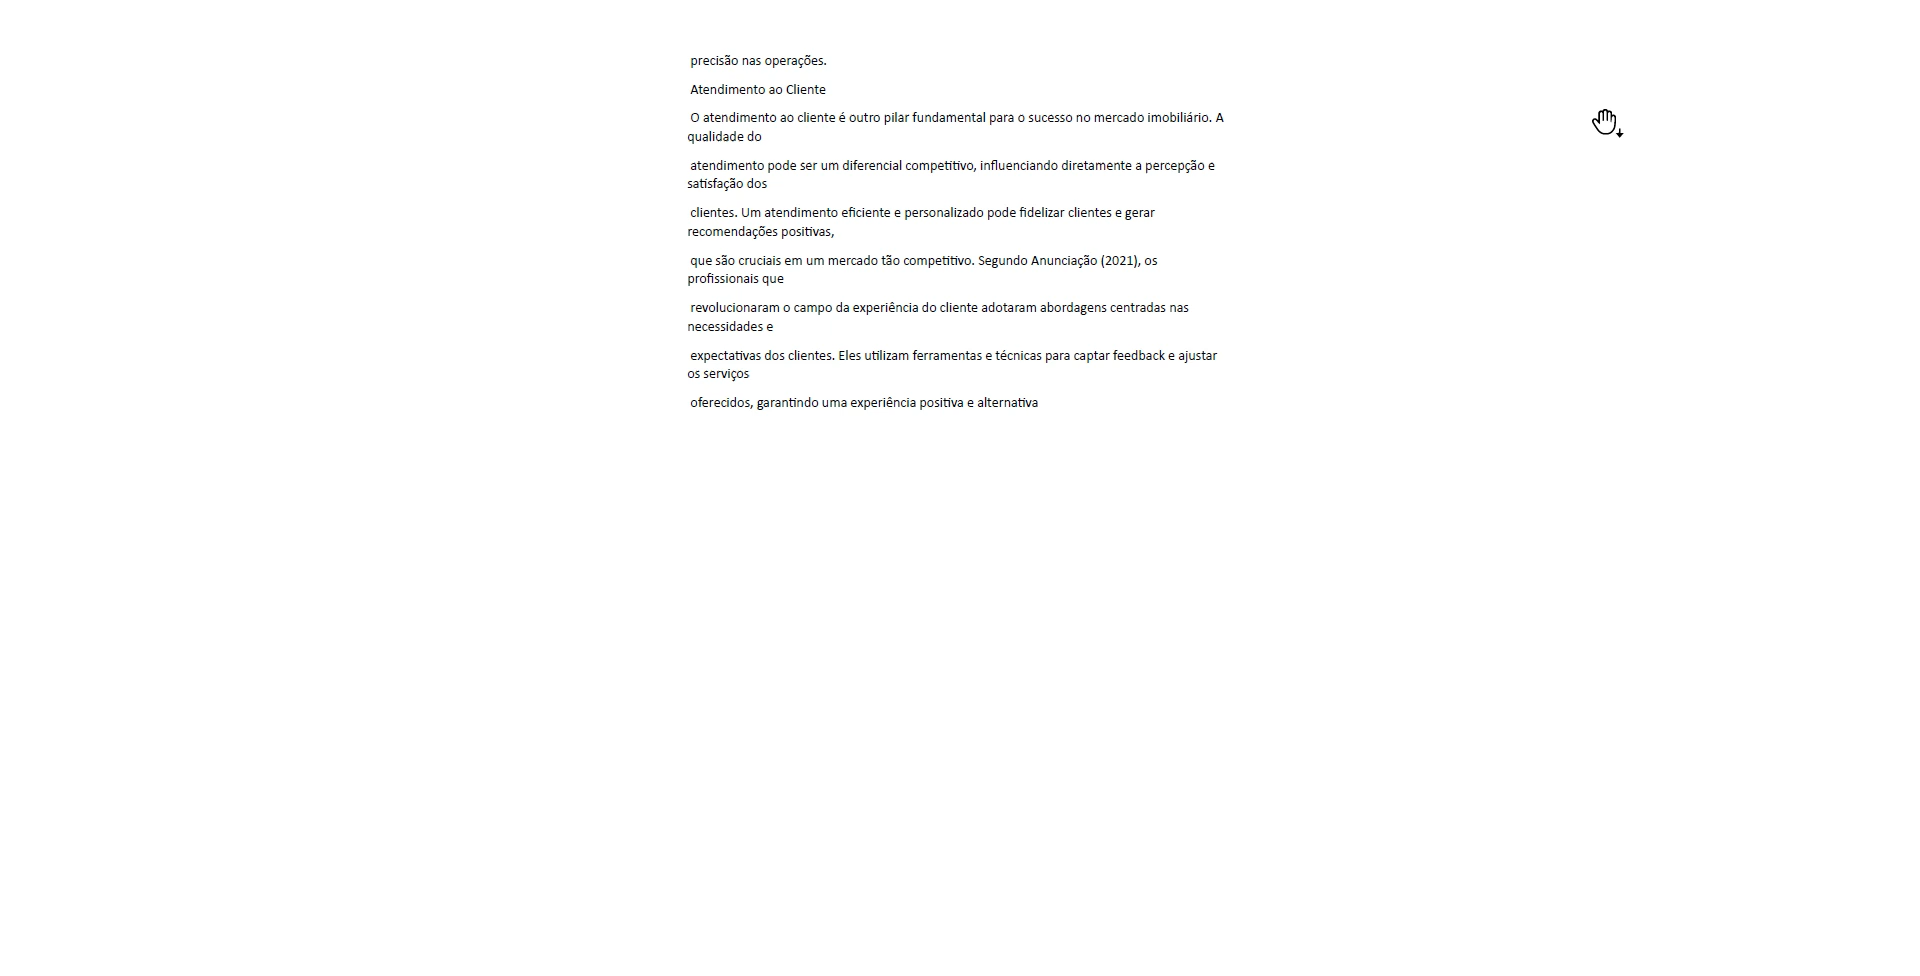 precisão nas operações.
Atendimento ao Cliente
O atendimento ao cliente é outro pilar fundamental para o sucesso no mercado imobiliário. A
qualidade do
atendimento pode ser um diferencial competitivo, influenciando diretamente a percepção e
satisfação dos
clientes. Um atendimento eficiente e personalizado pode fidelizar clientes e gerar
recomendações positivas,
que são cruciais em um mercado tão competitivo. Segundo Anunciação (2021), os
profissionais que
revolucionaram o campo da experiência do cliente adotaram abordagens centradas nas
necessidades e
expectativas dos clientes. Eles utilizam ferramentas e técnicas para captar feedback e ajustar
os serviços
oferecidos, garantindo uma experiência positiva e alternativa